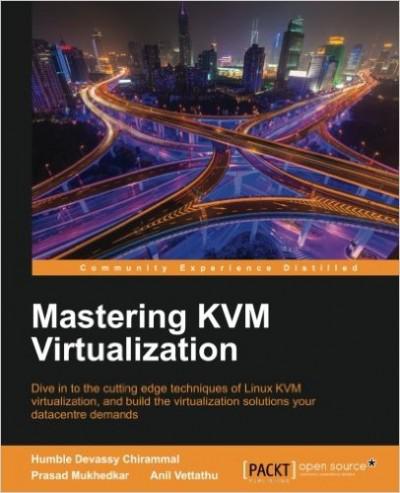 Community Experience Distilled
Mastering KVM
Virtualization
Dive in to the cutting edge techniques of Linux KVM
virtualization, and build the virtualization solutions your
datacentre demands
Humble Devassy Chirammal
Prasad Mukhedkar Anil Vettathu
[PACKT] open source*
PUBLISHING